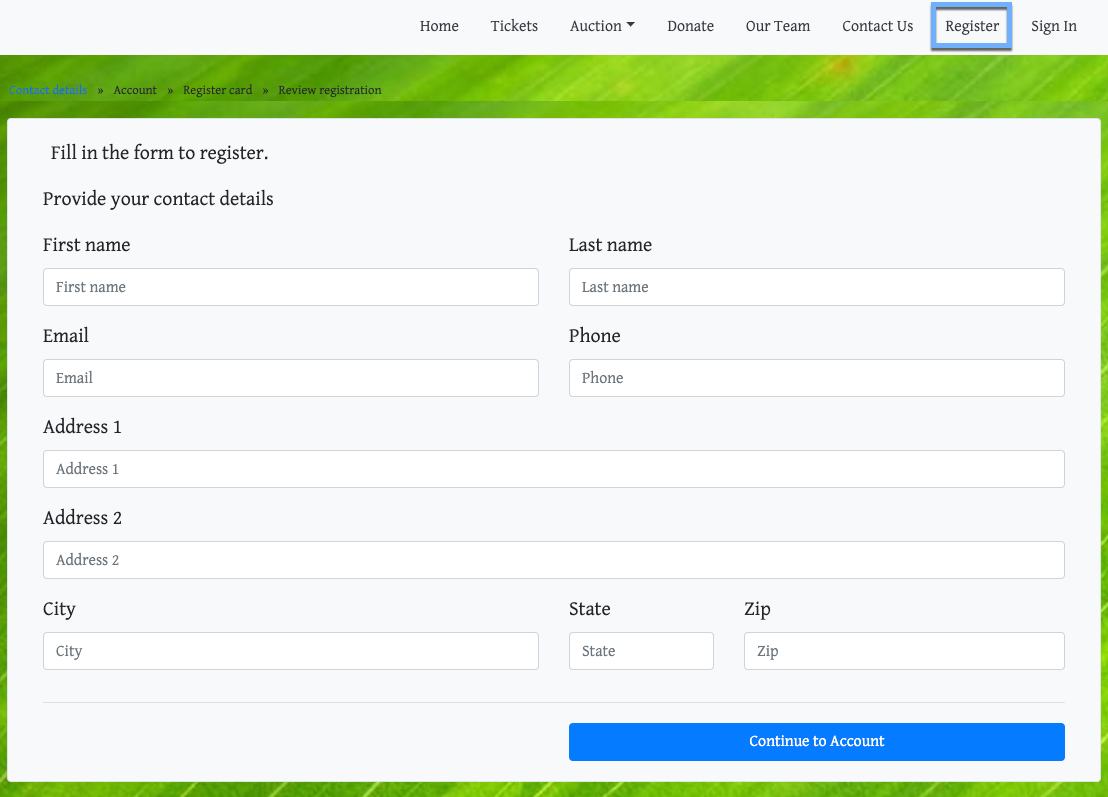 Home Tickets Auction Donate Our Team Contact Us Register Sign In
Contact details » Account » Register card » Review registration
Fill in the form to register.
Provide your contact details
First name Last name
First name Last name
Email Phone
Email Phone
Address 1
Address 1
Address 2
Address 2
City State Zip
City State Zip
Continue to Account